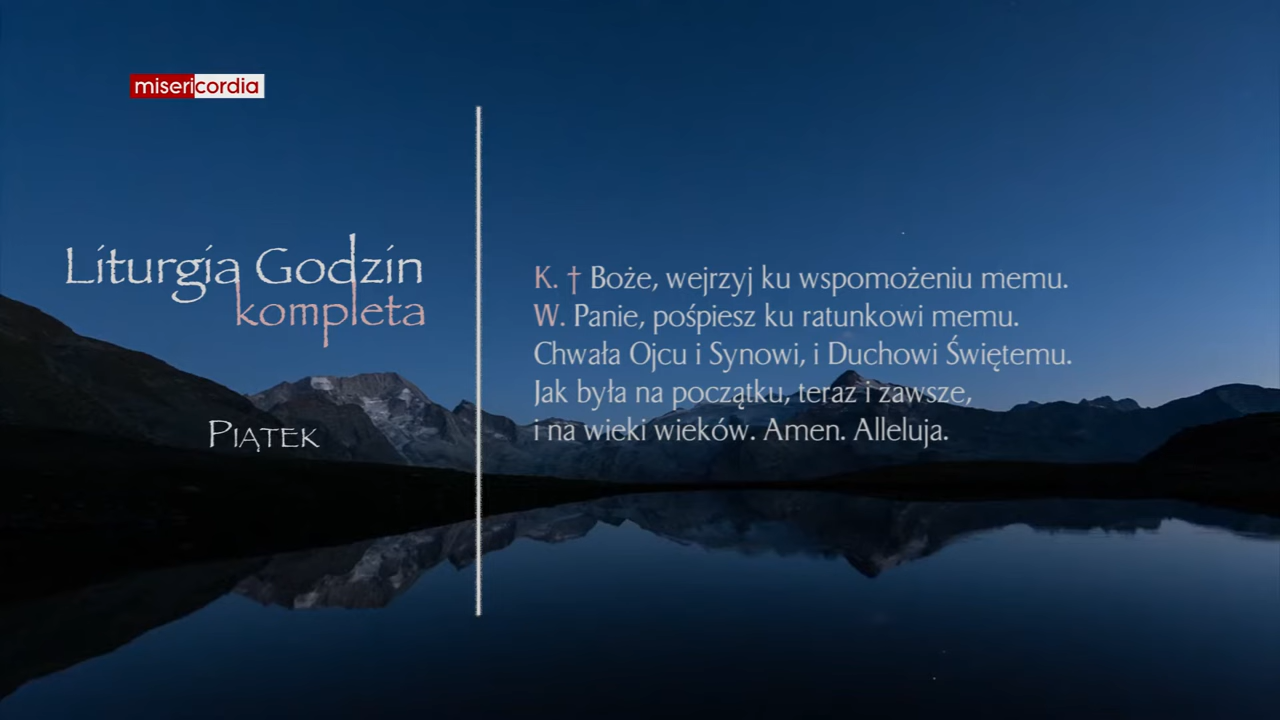 misericordia
Liturgia Godzin
kompleta
Piątek
K. † Boże, wejrzyj ku wspomożeniu memu.
W. Panie, pośpiesz ku ratunkowi memu.
Chwała Ojcu i Synowi, i Duchowi Świętemu.
Jak była na początku, teraz i zawsze,
i na wieki wieków. Amen. Alleluja.